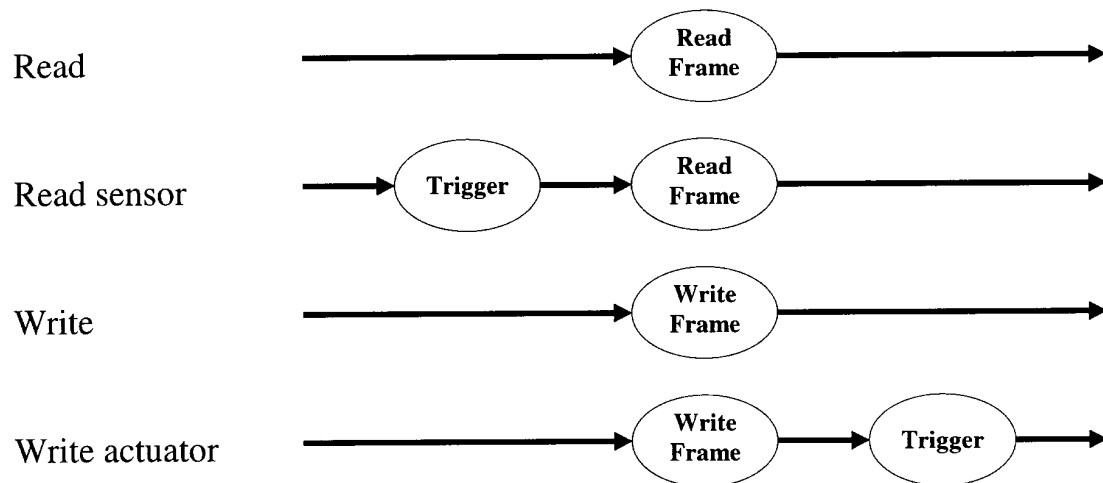 Read
Read
Frame
Read sensor
Trigger
Read
Frame
Write
Write
Frame
Write actuator
Write
Frame
Trigger